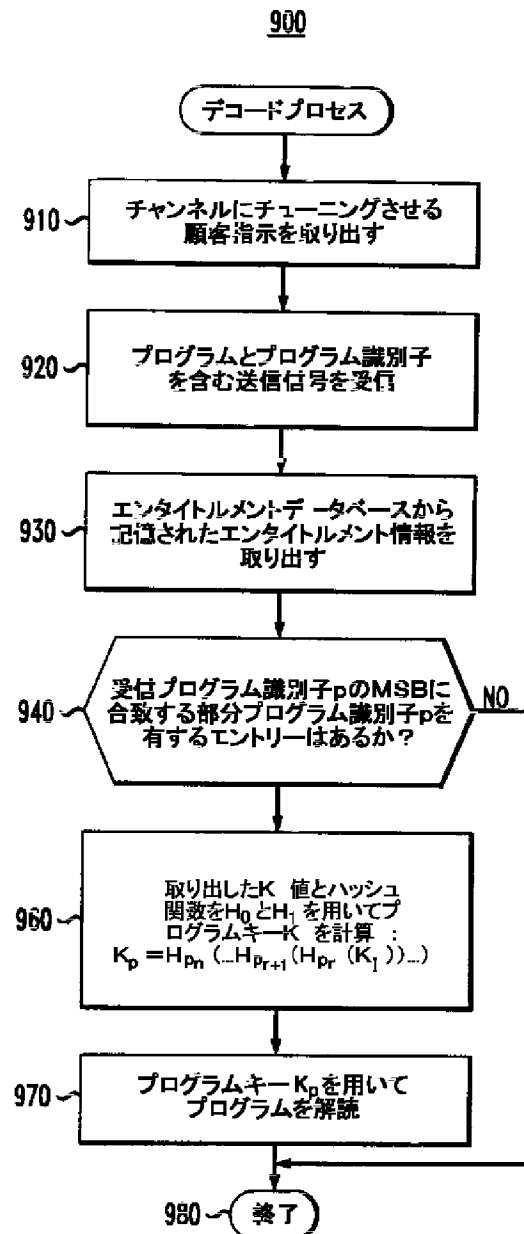 900
デコードプロセス
910
チャンネルにチューニングさせる
顧客指示を取り出す
920
プログラムとプログラム識別子
を含む送信信号を受信
930
エンタイトルメントデータベースから
記憶されたエンタイトルメント情報を
取り出す
940
受信プログラム識別子pのMSBに
合致する部分プログラム識別子pを
有するエントリーはあるか？
NO
960
取り出したK 値とハッシュ
関数をH₀とH₁を用いてプ
ログラムキーK を計算 :
Kₚ = H_{p_n} (...H_{p_{r+1}} (H_{p_r} (K_I ))...)
970
プログラムキーKₚを用いて
プログラムを解読
980
終了